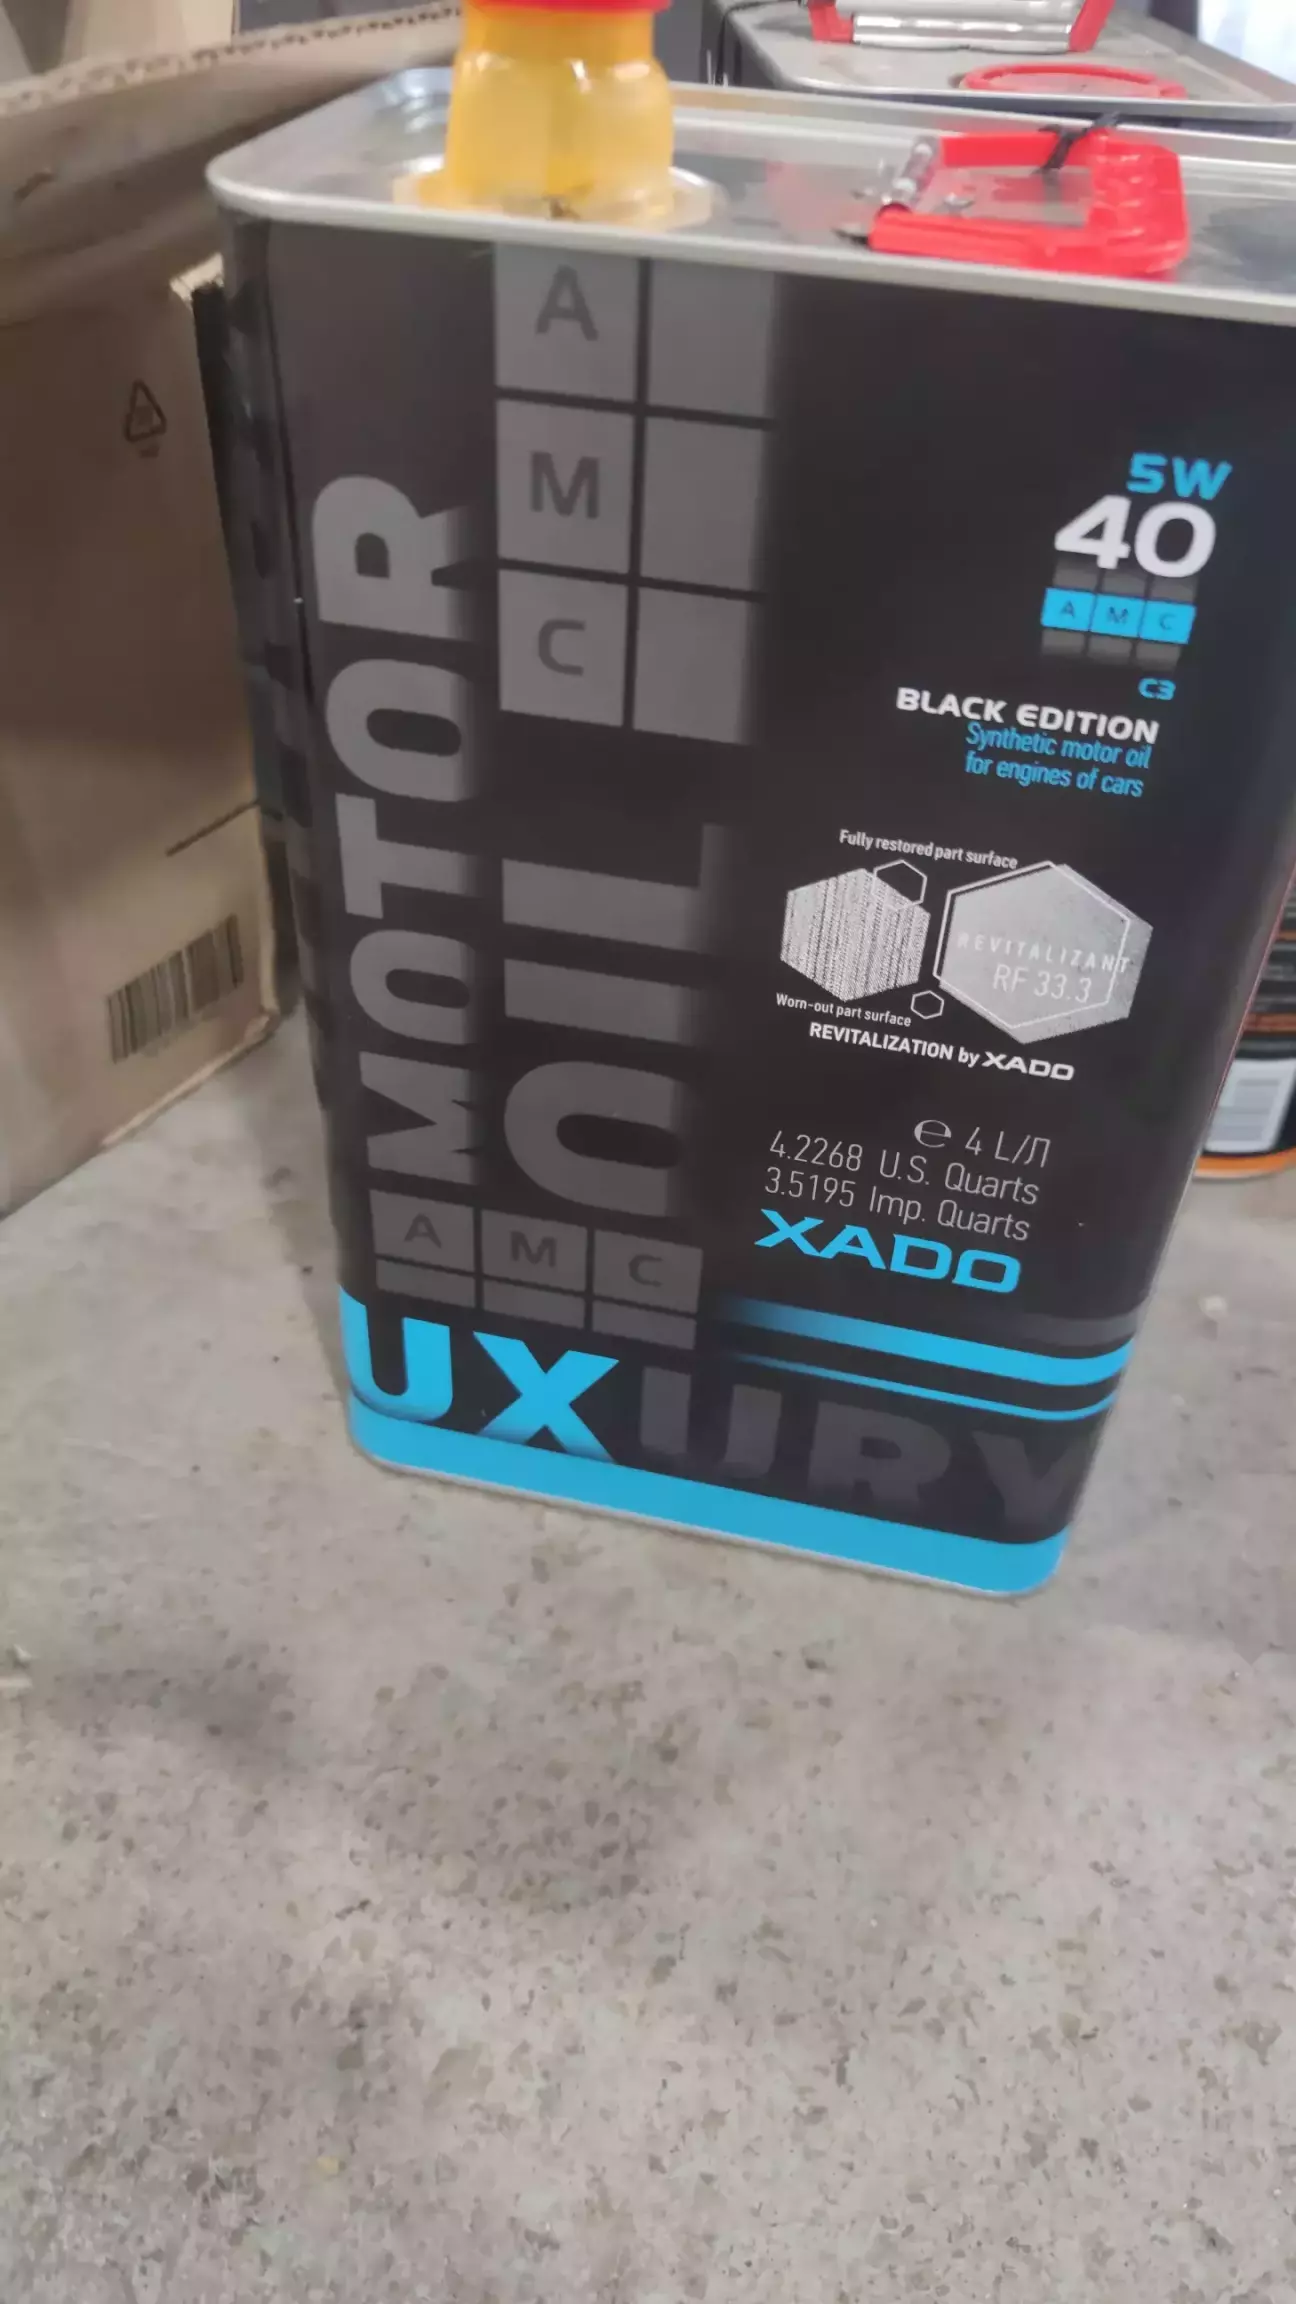 A
M
C
MOTOR
OIL
A M C
UXURY
5W
40
A M C
C3
BLACK EDITION
Synthetic motor oil
for engines of cars
Fully restored part surface
REVITALIZANT
RF 33.3
Worn-out part surface
REVITALIZATION by XADO
℮ 4 L/Л
4.2268 U.S. Quarts
3.5195 Imp. Quarts
XADO